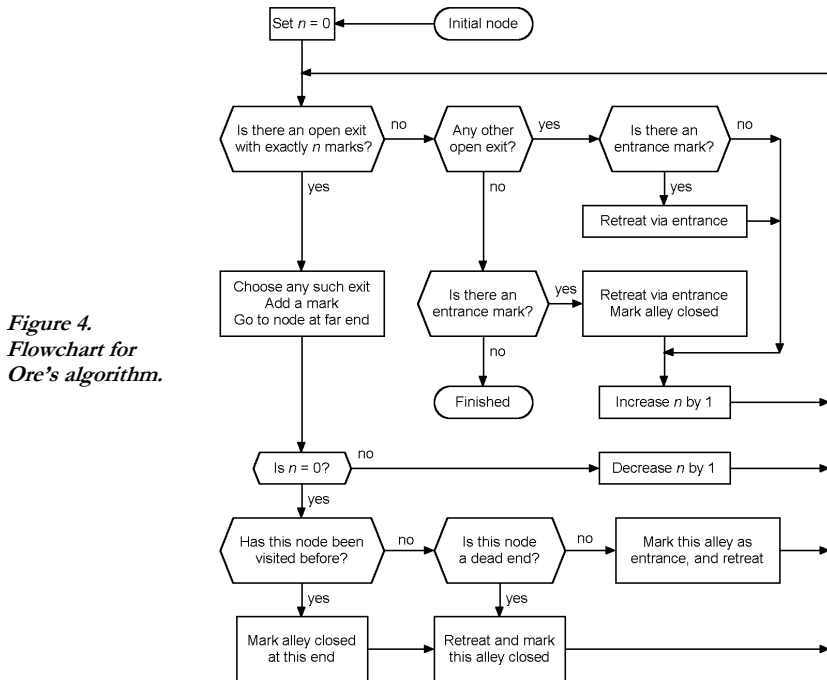 Set n = 0
Initial node
Is there an open exit
with exactly n marks?
no
Any other
open exit?
yes
Is there an
entrance mark?
no
yes
no
yes
Retreat via entrance
Choose any such exit
Add a mark
Go to node at far end
Is there an
entrance mark?
yes
Retreat via entrance
Mark alley closed
no
Finished
Increase n by 1
Figure 4.
Flowchart for
Ore's algorithm.
Is n = 0?
no
Decrease n by 1
yes
Has this node been
visited before?
no
Is this node
a dead end?
no
Mark this alley as
entrance, and retreat
yes
yes
Mark alley closed
at this end
Retreat and mark
this alley closed